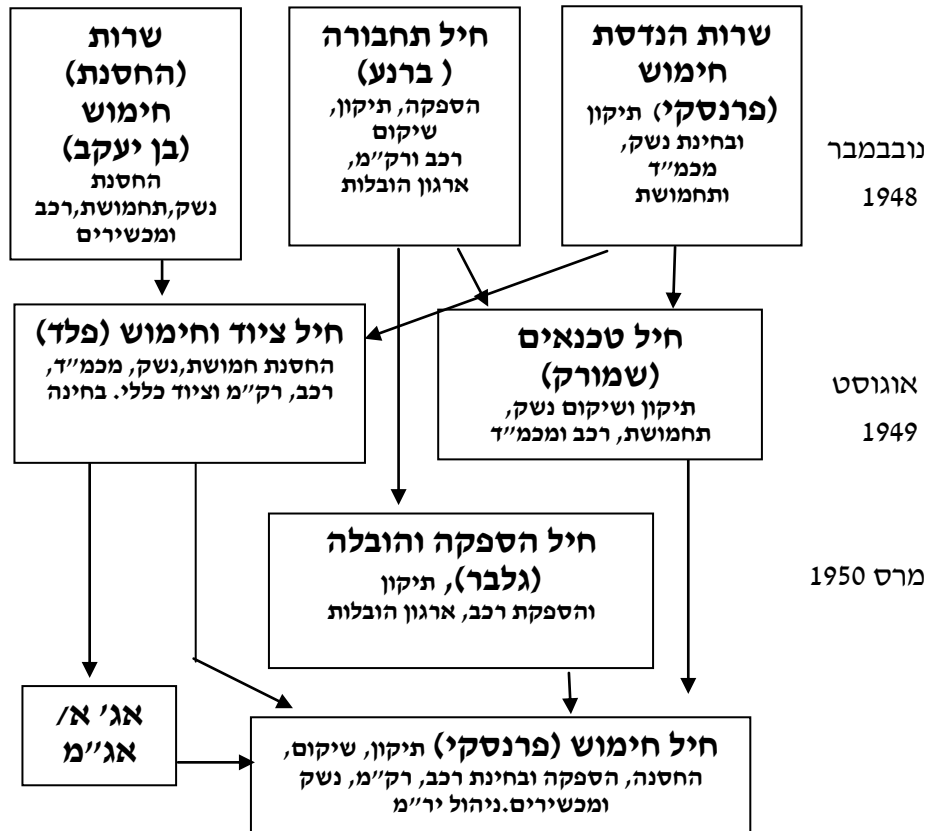 שרות הנדסת
חימוש
(פרנסקי) תיקון
ובחינת נשק,
מכמ״ד
ותחמושת
חיל תחבורה
( ברנע)
הספקה, תיקון,
שיקום
רכב ורק״מ,
ארגון הובלות
שרות
(החסנת)
חימוש
(בן יעקב)
החסנת
נשק,תחמושת,רכב
ומכשירים
נובבמבר
1948
חיל טכנאים
(שמורק)
תיקון ושיקום נשק,
תחמושת, רכב ומכמ״ד
חיל ציוד וחימוש (פלד)
החסנת חמושת,נשק, מכמ״ד,
רכב, רק״מ וציוד כללי. בחינה
אוגוסט
1949
חיל הספקה והובלה
(גלבר), תיקון
והספקת רכב, ארגון הובלות
מרס 1950
אג' א/
אג״מ
חיל חימוש (פרנסקי) תיקון, שיקום,
החסנה, הספקה ובחינת רכב, רק״מ, נשק
ומכשירים.ניהול יר״מ